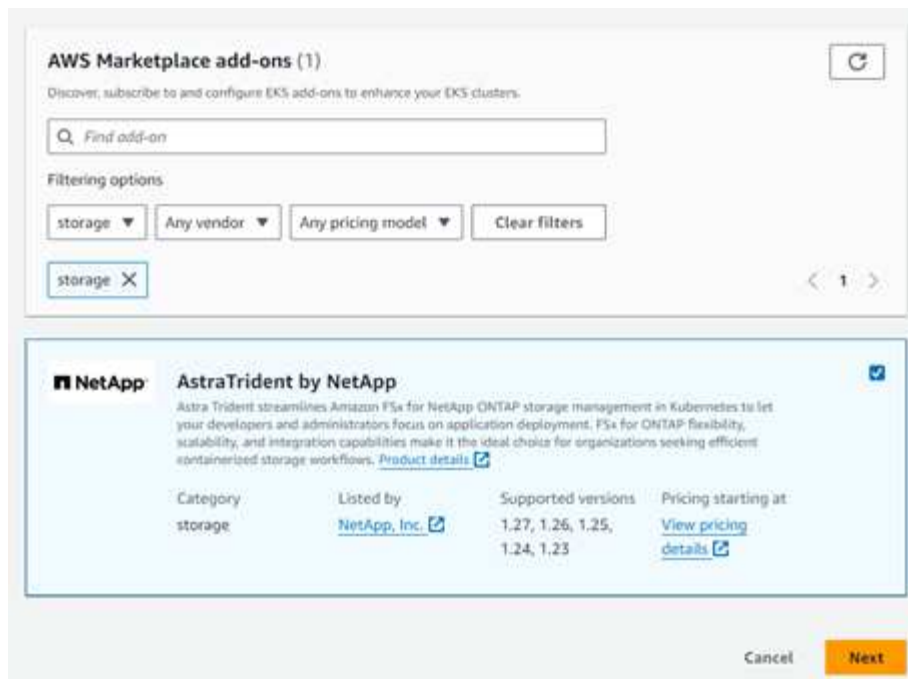 AWS Marketplace add-ons (1)
Discover, subscribe to and configure EKS add-ons to enhance your EKS clusters.
Find add-on
Filtering options
storage
Any vendor
Any pricing model
Clear filters
storage
1
NetApp
AstraTrident by NetApp
Astra Trident streamlines Amazon FSx for NetApp ONTAP storage management in Kubernetes to let
your developers and administrators focus on application deployment. FSx for ONTAP flexibility,
scalability, and integration capabilities make it the ideal choice for organizations seeking efficient
containerized storage workflows. Product details
Category
Listed by
Supported versions
Pricing starting at
storage
NetApp, Inc.
1.27, 1.26, 1.25,
1.24, 1.23
View pricing
details
Cancel
Next